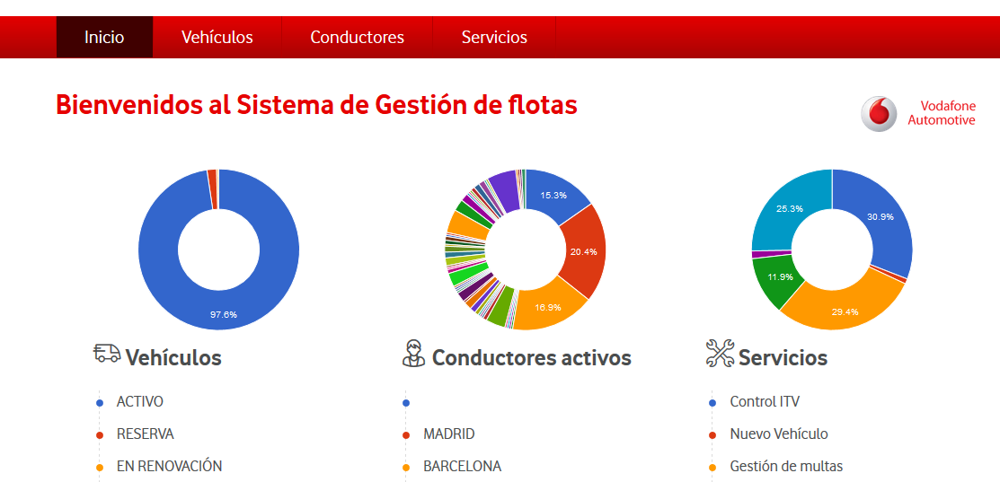 Inicio
Vehículos
Conductores
Servicios
Bienvenidos al Sistema de Gestión de flotas
Vodafone
Automotive
97.6%
15.3%
20.4%
16.9%
30.9%
29.4%
11.9%
25.3%
Vehículos
ACTIVO
RESERVA
EN RENOVACIÓN
Conductores activos
MADRID
BARCELONA
Servicios
Control ITV
Nuevo Vehículo
Gestión de multas